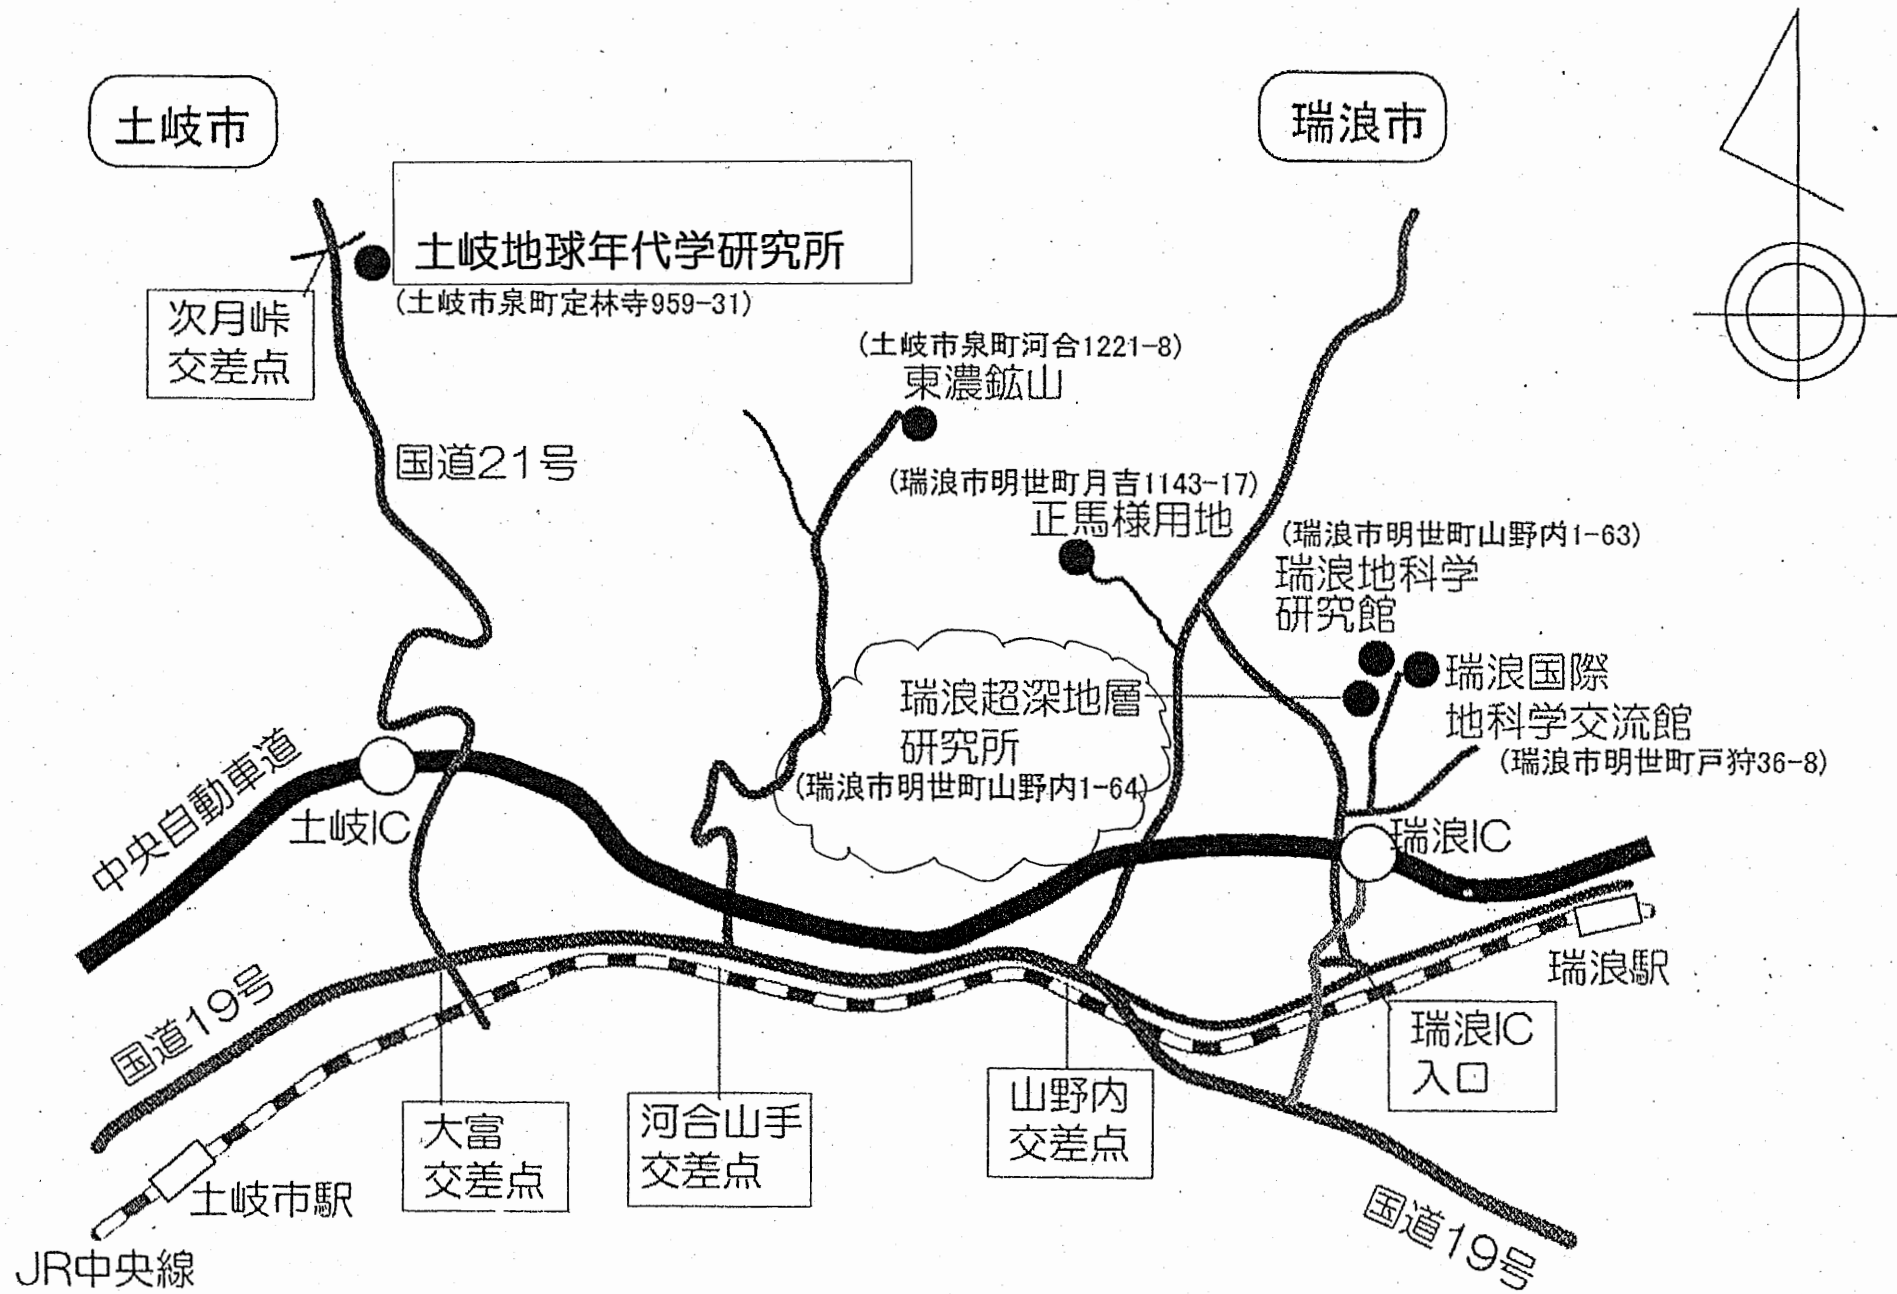 土岐市
瑞浪市
土岐地球年代学研究所
(土岐市泉町定林寺959-31)
次月峠
交差点
(土岐市泉町河合1221-8)
東濃鉱山
国道21号
(瑞浪市明世町月吉1143-17)
正馬様用地
(瑞浪市明世町山野内1-63)
瑞浪地科学
研究館
瑞浪国際
地科学交流館
(瑞浪市明世町戸狩36-8)
瑞浪超深地層
研究所
(瑞浪市明世町山野内1-64)
中央自動車道
土岐IC
瑞浪IC
瑞浪駅
国道19号
瑞浪IC
入口
大富
交差点
河合山手
交差点
山野内
交差点
土岐市駅
国道19号
JR中央線